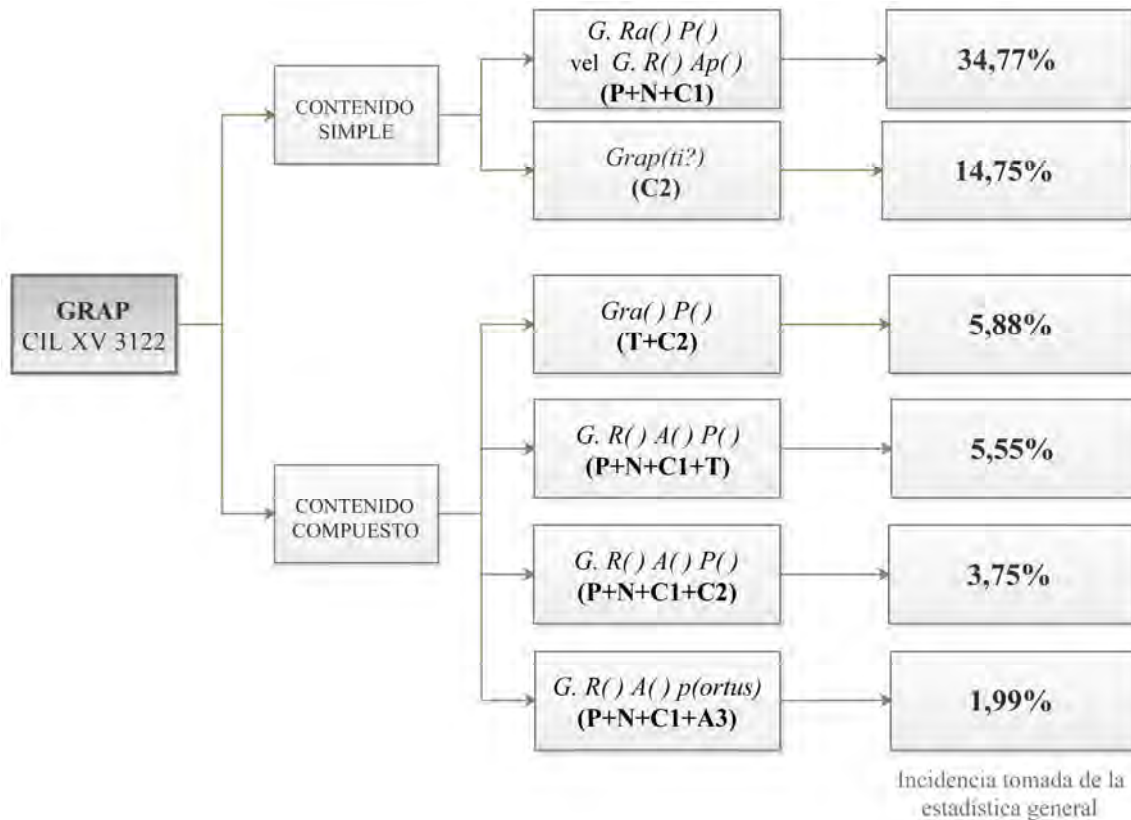 G. Ra( ) P( )
vel G. R( ) Ap( )
(P+N+C1)
34,77%
CONTENIDO
SIMPLE
Grap(ti?)
(C2)
14,75%
GRAP
CIL XV 3122
Gra( ) P( )
(T+C2)
5,88%
G. R( ) A( ) P( )
(P+N+C1+T)
5,55%
CONTENIDO
COMPUESTO
G. R( ) A( ) P( )
(P+N+C1+C2)
3,75%
G. R( ) A( ) p(ortus)
(P+N+C1+A3)
1,99%
Incidencia tomada de la
estadística general